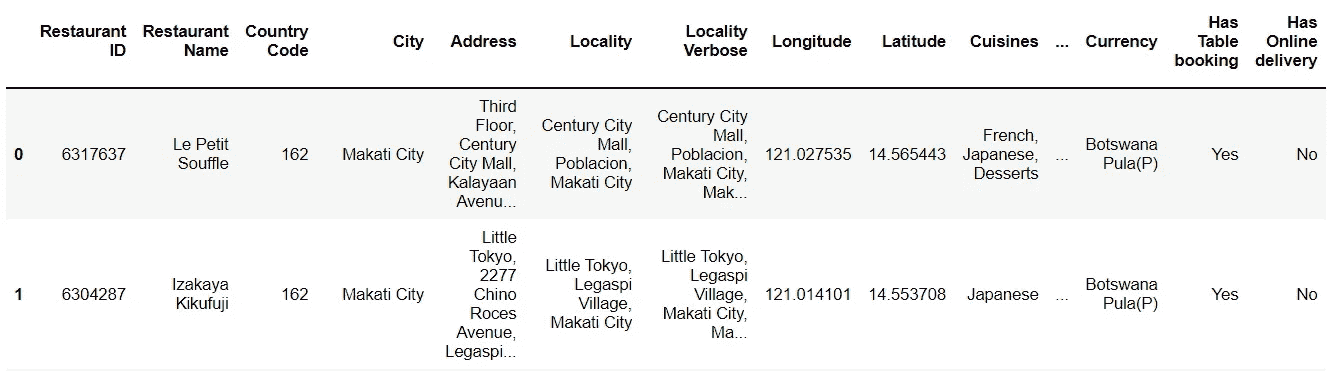 Restaurant ID Restaurant Name Country Code City Address Locality Locality Verbose Longitude Latitude Cuisines ... Currency Has Table booking Has Online delivery
0 6317637 Le Petit Souffle 162 Makati City Third Floor, Century City Mall, Kalayaan Avenu... Century City Mall, Poblacion, Makati City Century City Mall, Poblacion, Makati City, Mak... 121.027535 14.565443 French, Japanese, Desserts ... Botswana Pula(P) Yes No
1 6304287 Izakaya Kikufuji 162 Makati City Little Tokyo, 2277 Chino Roces Avenue, Legaspi... Little Tokyo, Legaspi Village, Makati City Little Tokyo, Legaspi Village, Makati City, Ma... 121.014101 14.553708 Japanese ... Botswana Pula(P) Yes No